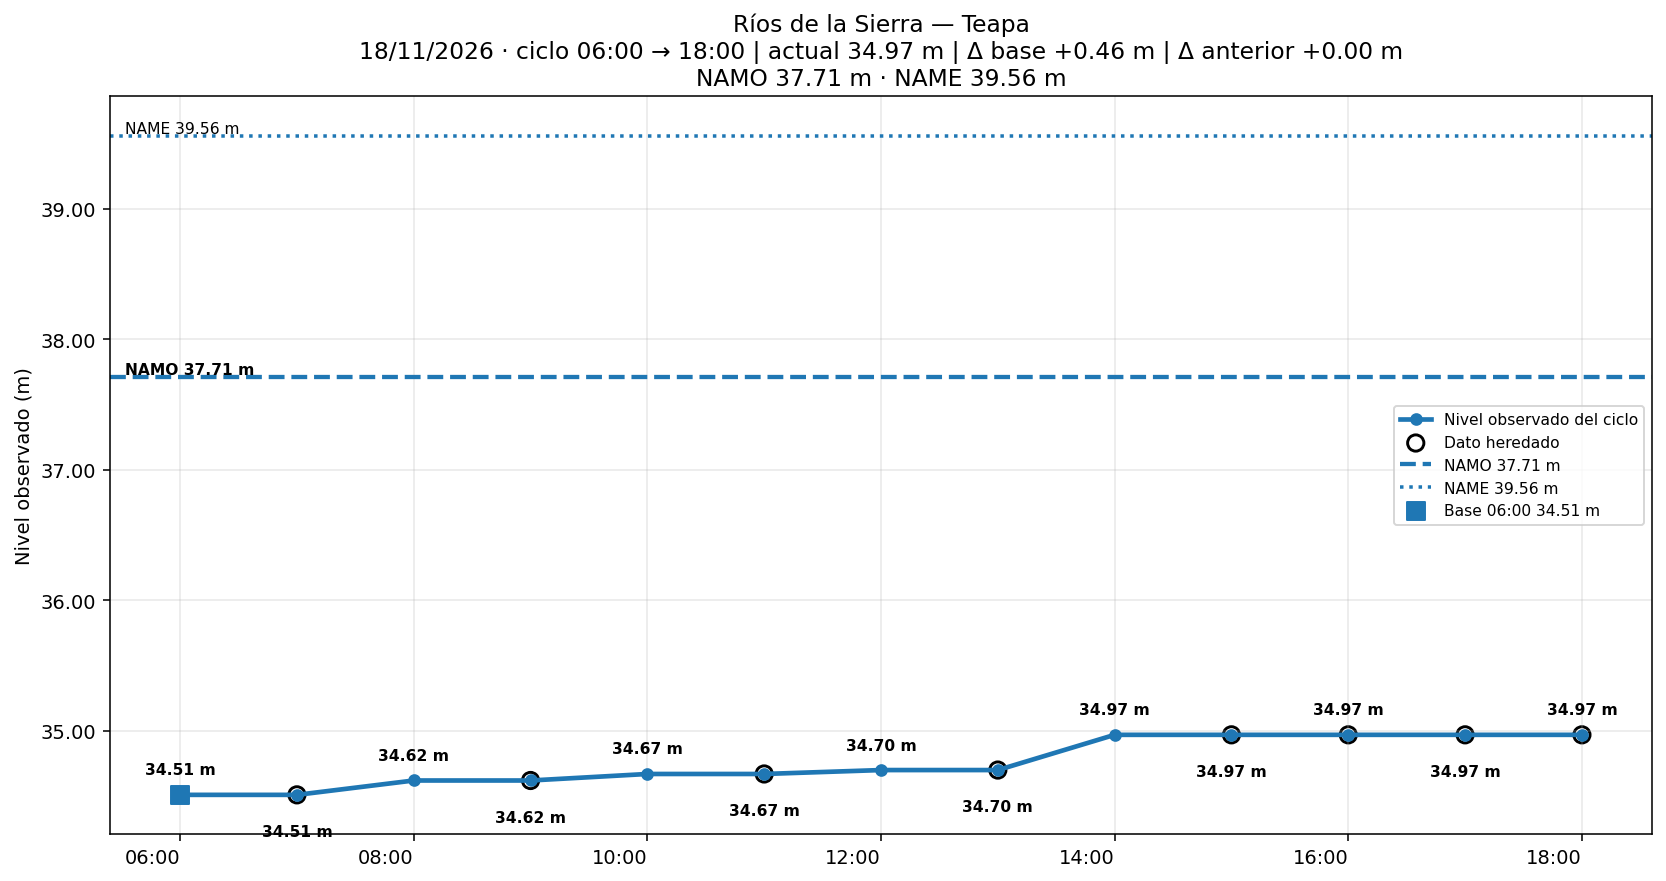 Ríos de la Sierra — Teapa
18/11/2026 · ciclo 06:00 → 18:00 | actual 34.97 m | Δ base +0.46 m | Δ anterior +0.00 m
NAMO 37.71 m · NAME 39.56 m
Nivel observado (m)
39.00
38.00
37.00
36.00
35.00
NAME 39.56 m
NAMO 37.71 m
Nivel observado del ciclo
Dato heredado
NAMO 37.71 m
NAME 39.56 m
Base 06:00 34.51 m
34.51 m
34.51 m
34.62 m
34.62 m
34.67 m
34.67 m
34.70 m
34.70 m
34.97 m
34.97 m
34.97 m
34.97 m
34.97 m
06:00
08:00
10:00
12:00
14:00
16:00
18:00